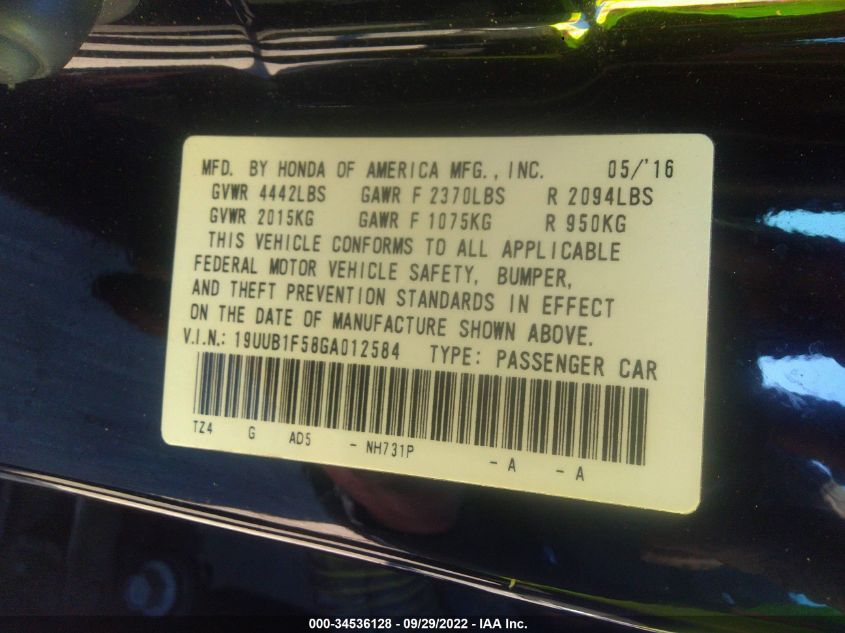 MFD. BY HONDA OF AMERICA MFG., INC. 05/'16
GVWR 4442LBS GAWR F 2370LBS R 2094LBS
GVWR 2015KG GAWR F 1075KG R 950KG
THIS VEHICLE CONFORMS TO ALL APPLICABLE
FEDERAL MOTOR VEHICLE SAFETY, BUMPER,
AND THEFT PREVENTION STANDARDS IN EFFECT
ON THE DATE OF MANUFACTURE SHOWN ABOVE.
V.I.N.: 19UUB1F58GA012584 TYPE: PASSENGER CAR
TZ4 G AD5 - NH731P - A - A
000-34536128 - 09/29/2022 - IAA Inc.